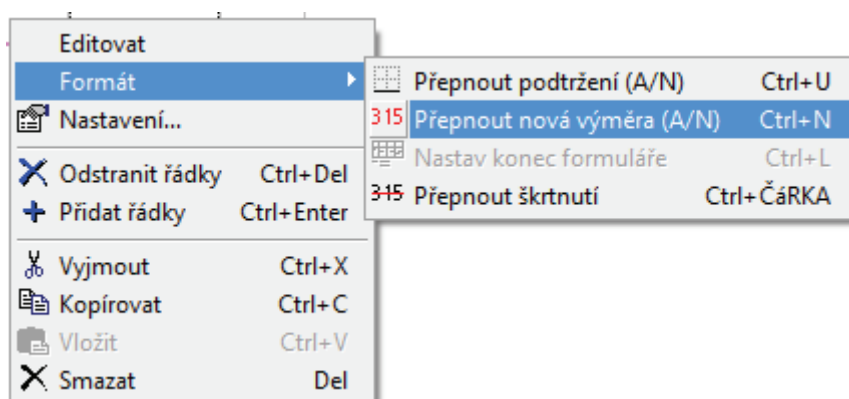 Editovat
Formát
Nastavení...
Odstranit řádky Ctrl+Del
Přidat řádky Ctrl+Enter
Vyjmout Ctrl+X
Kopírovat Ctrl+C
Vložit Ctrl+V
Smazat Del
Přepnout podtržení (A/N) Ctrl+U
315 Přepnout nová výměra (A/N) Ctrl+N
Nastav konec formuláře Ctrl+L
315 Přepnout škrtnutí Ctrl+ČáRKA